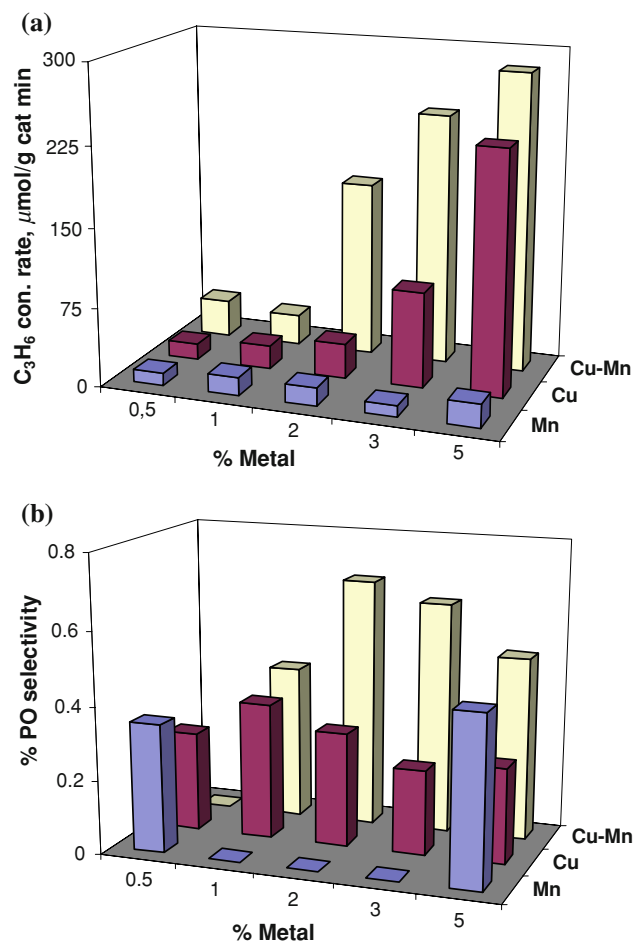 (a)
300
225
150
75
0
C3H6 con. rate, μmol/g cat min
0,5
1
2
3
5
% Metal
Cu-Mn
Cu
Mn
(b)
0.8
0.6
0.4
0.2
0
% PO selectivity
0.5
1
2
3
5
% Metal
Cu-Mn
Cu
Mn